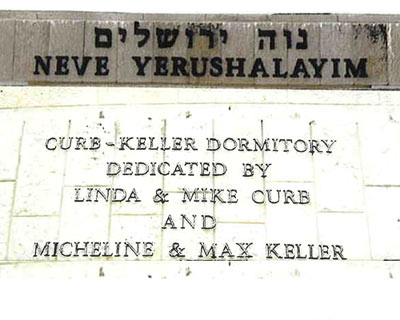 נוה ירושלים
NEVE YERUSHALAYIM
CURB-KELLER DORMITORY
DEDICATED BY
LINDA & MIKE CURB
AND
MICHELINE & MAX KELLER